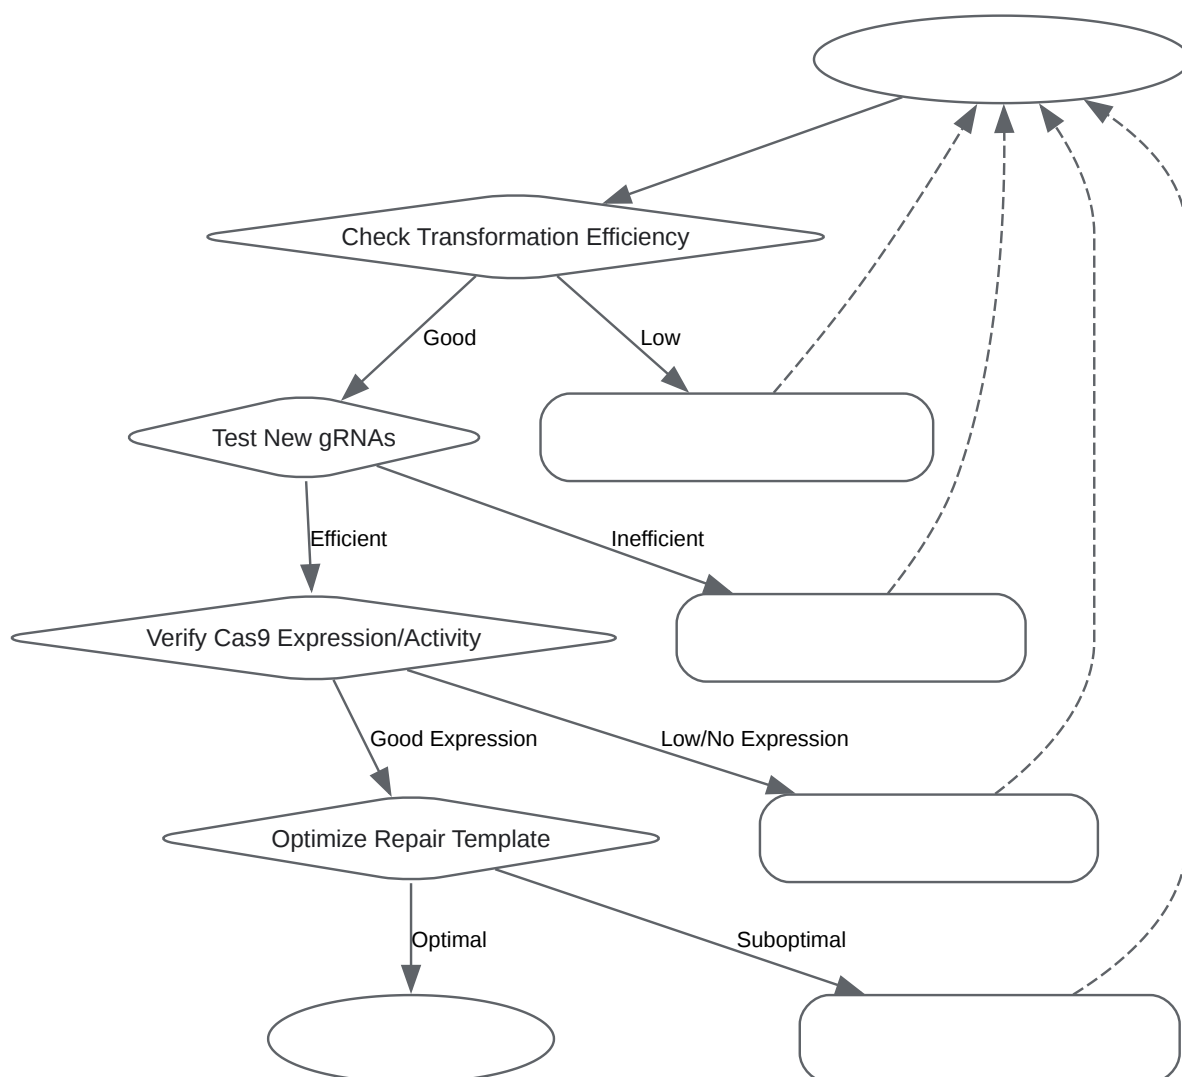 Check Transformation Efficiency
Good
Low
Test New gRNAs
Efficient
Inefficient
Verify Cas9 Expression/Activity
Good Expression
Low/No Expression
Optimize Repair Template
Optimal
Suboptimal